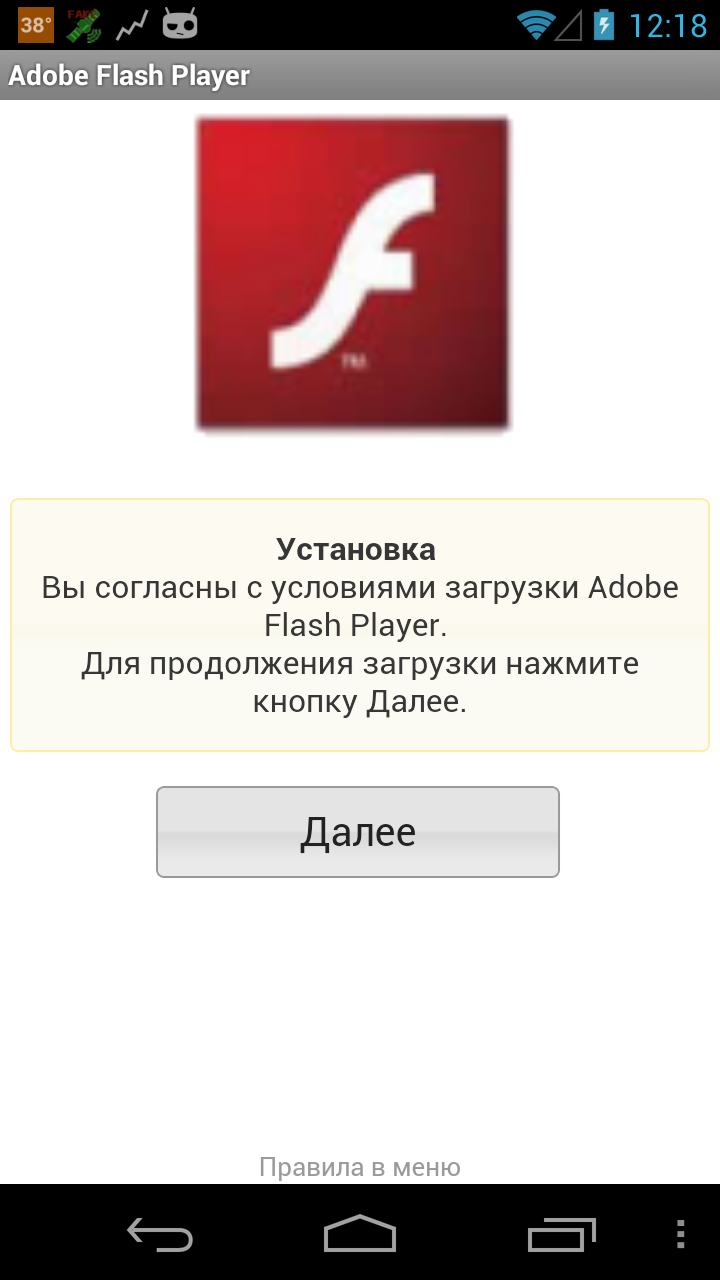 38°
FAKE
12:18
Adobe Flash Player
TM
Установка
Вы согласны с условиями загрузки Adobe
Flash Player.
Для продолжения загрузки нажмите
кнопку Далее.
Далее
Правила в меню